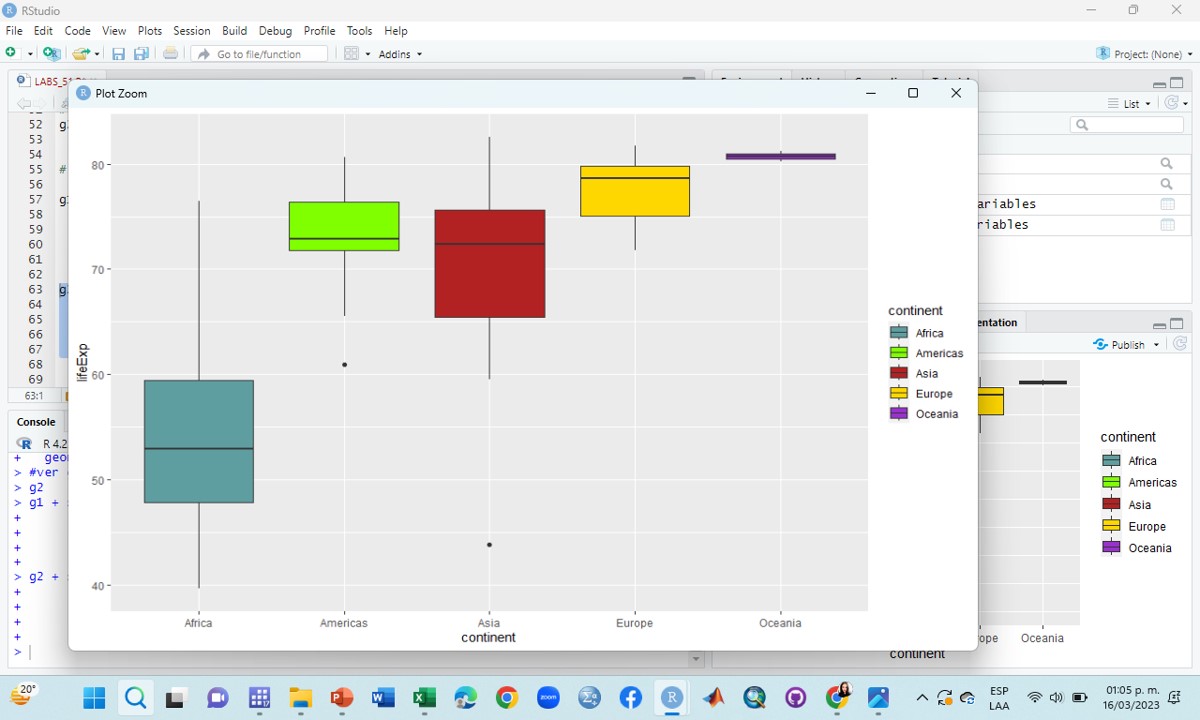 RStudio
File Edit Code View Plots Session Build Debug Profile Tools Help
Go to file/function
Addins
Project: (None)
LABS_51
Plot Zoom
List
52 g
53
54
55 #
56
57 g
58
59
60
61
62
63 g
64
65
66
67
68
69
63:1
ariables
riables
80
70
60
50
40
lifeExp
Africa Americas Asia Europe Oceania
continent
continent
Africa
Americas
Asia
Europe
Oceania
Console
R 4.2
+ geo
> #ver
> g2
> g1 +
+
+
+
+
> g2 +
+
+
+
+
>
entation
Publish
continent
Africa
Americas
Asia
Europe
Oceania
ope Oceania
continent
20°
zoom
ESP
LAA
01:05 p. m.
16/03/2023